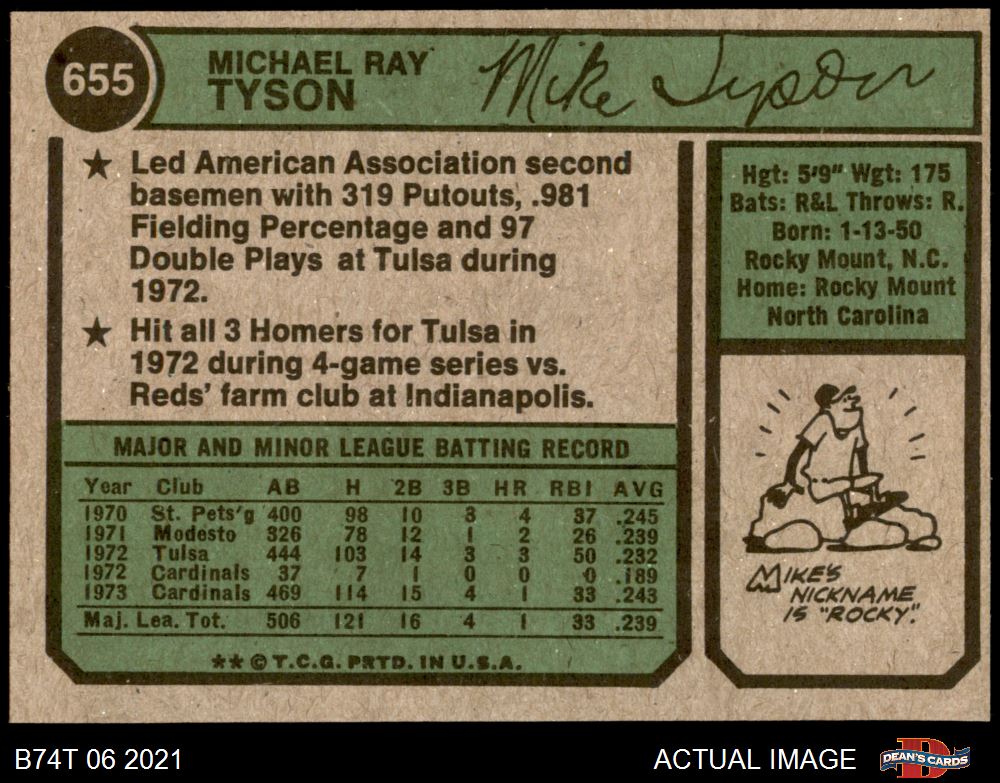 655
MICHAEL RAY
TYSON
Mike Tyson
★ Led American Association second
basemen with 319 Putouts, .981
Fielding Percentage and 97
Double Plays at Tulsa during
1972.
★ Hit all 3 Homers for Tulsa in
1972 during 4-game series vs.
Reds' farm club at Indianapolis.
Hgt: 5'9" Wgt: 175
Bats: R&L Throws: R.
Born: 1-13-50
Rocky Mount, N.C.
Home: Rocky Mount
North Carolina
MAJOR AND MINOR LEAGUE BATTING RECORD
Year Club AB H 2B 3B HR RBI AVG
1970 St. Pets'g 400 98 10 3 4 37 .245
1971 Modesto 326 78 12 1 2 26 .239
1972 Tulsa 444 103 14 3 3 50 .232
1972 Cardinals 37 7 1 0 0 0 .189
1973 Cardinals 469 114 15 4 1 33 .243
Maj. Lea. Tot. 506 121 16 4 1 33 .239
** © T.C.G. PRTD. IN U.S.A.
MIKE'S
NICKNAME
IS "ROCKY."
B74T 06 2021
ACTUAL IMAGE
D
DEAN'S CARDS